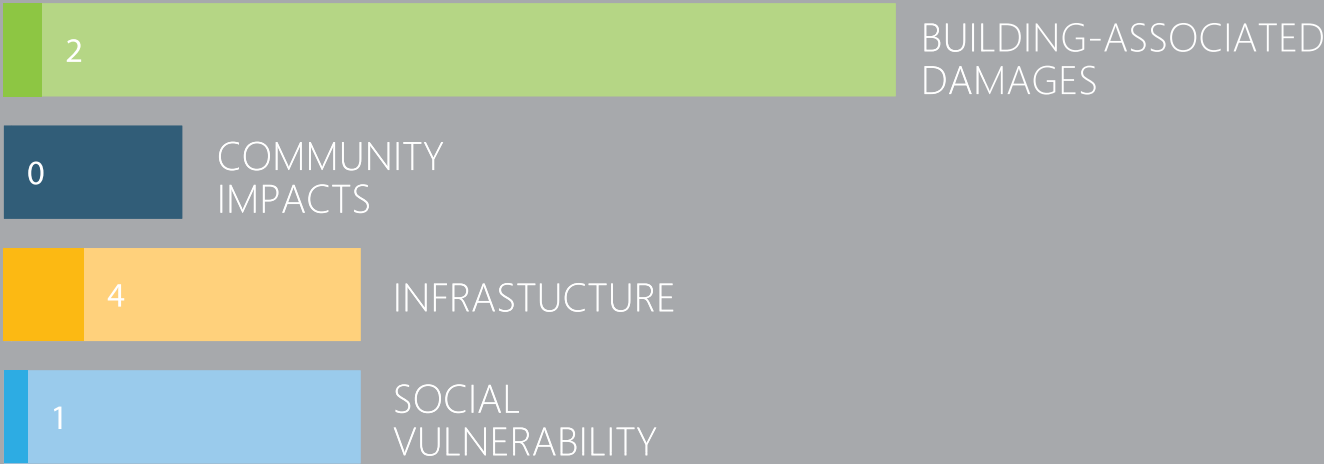 2
BUILDING-ASSOCIATED
DAMAGES
0
COMMUNITY
IMPACTS
4
INFRASTUCTURE
1
SOCIAL
VULNERABILITY